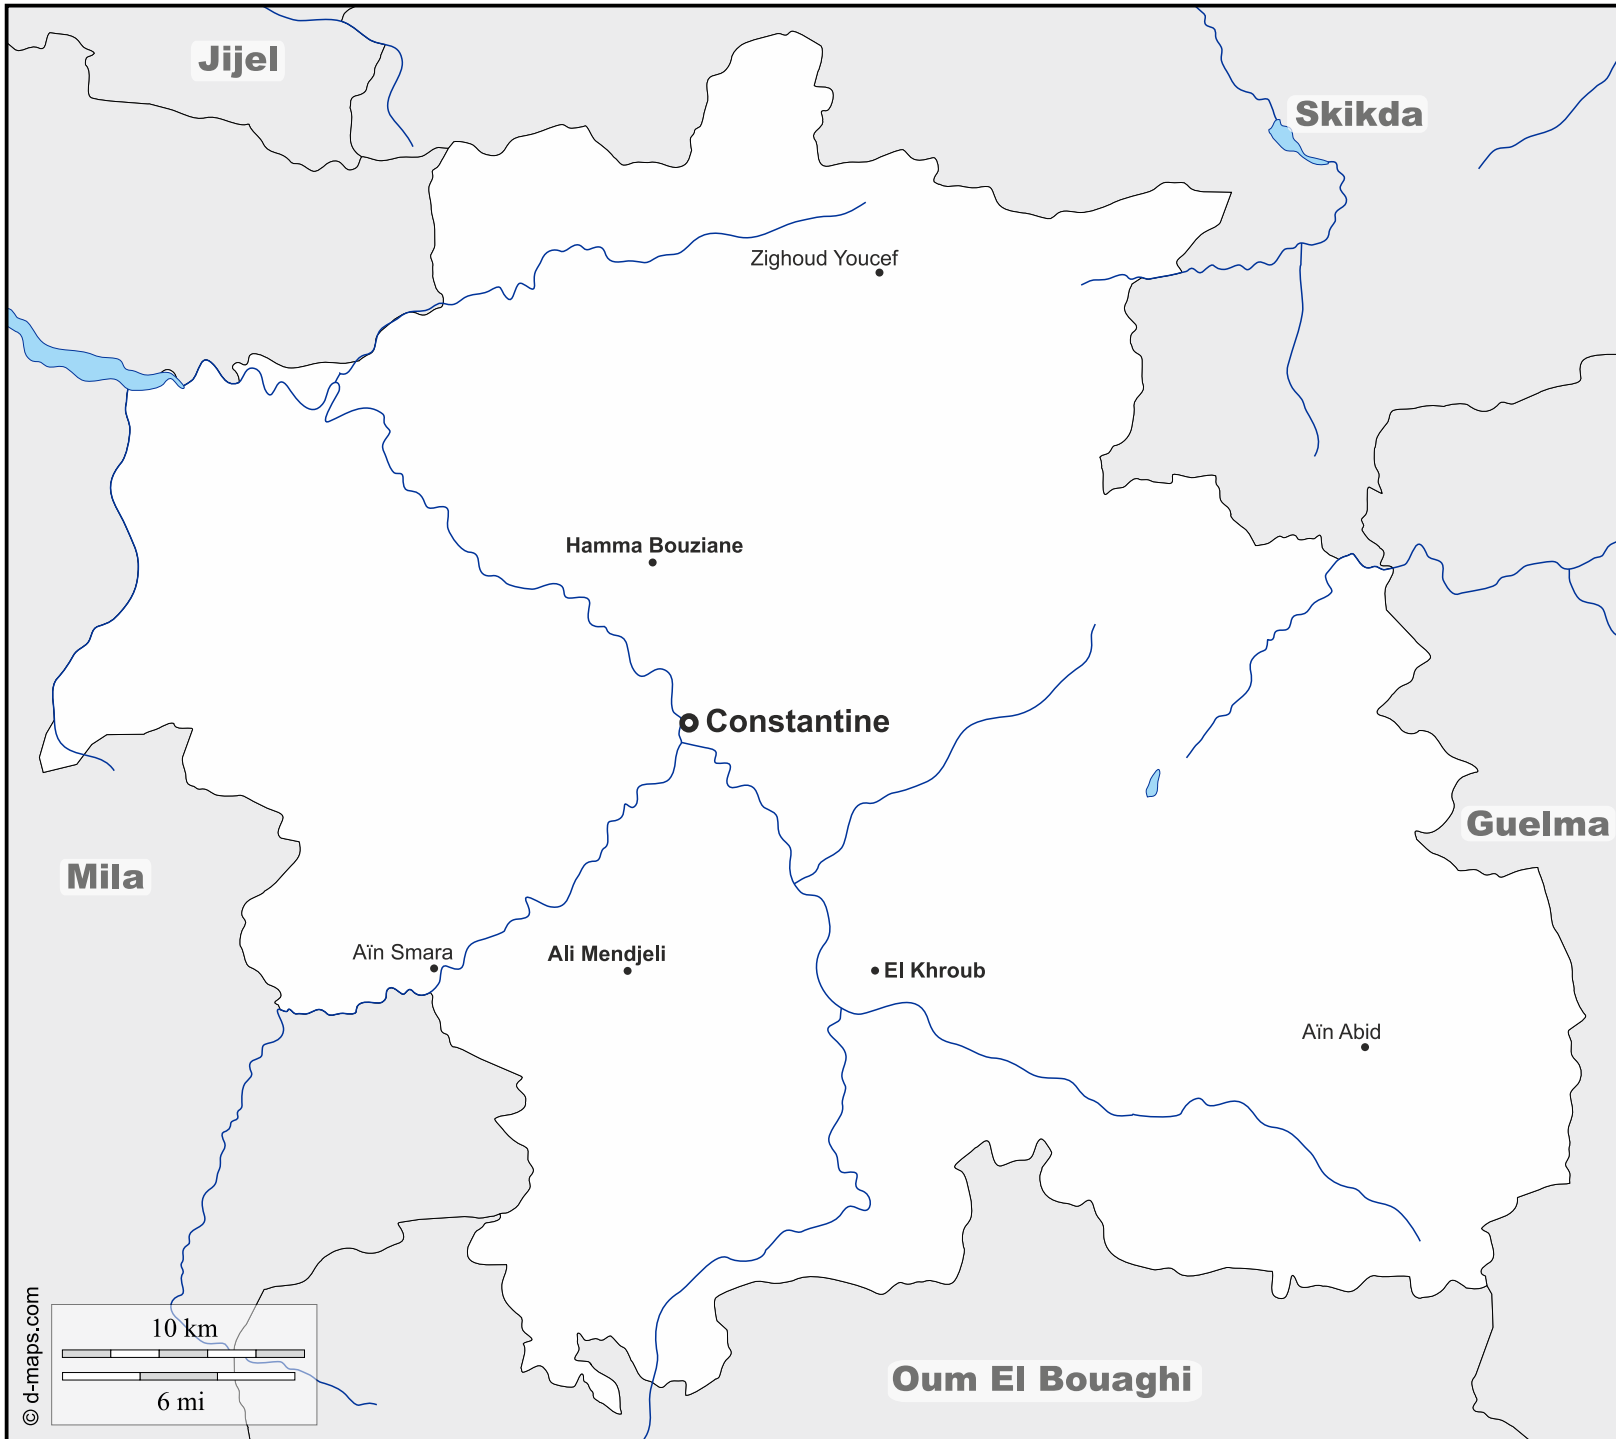 Jijel
Skikda
Zighoud Youcef
Hamma Bouziane
Constantine
Guelma
Mila
Aïn Smara
Ali Mendjeli
El Khroub
Aïn Abid
Oum El Bouaghi
10 km
6 mi
© d-maps.com